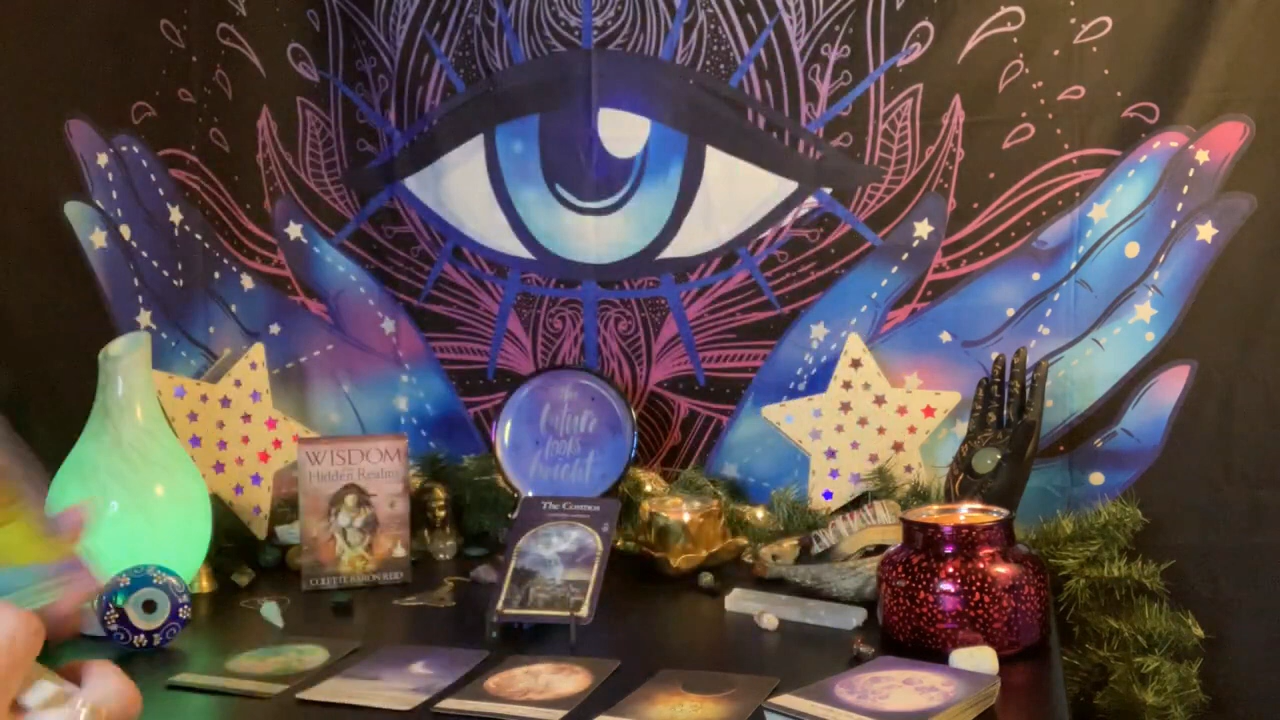 WISDOM
Hidden Realms
COLETTE BARON REID
The
future
looks
bright
The Cosmos